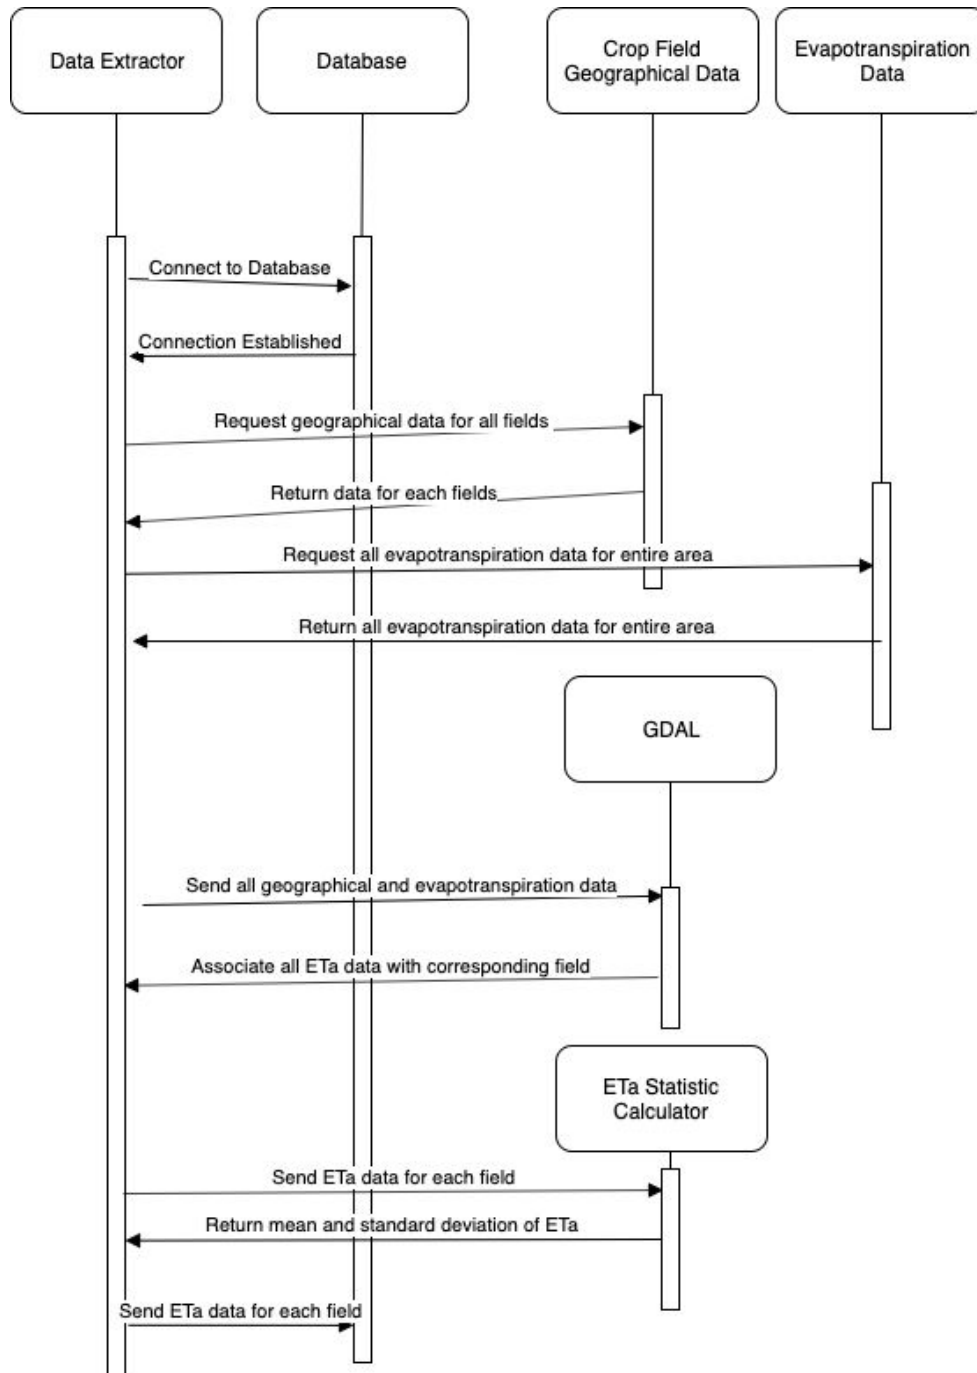 Data Extractor
Database
Crop Field
Geographical Data
Evapotranspiration
Data
Connect to Database
Connection Established
Request geographical data for all fields
Return data for each fields
Request all evapotranspiration data for entire area
Return all evapotranspiration data for entire area
GDAL
Send all geographical and evapotranspiration data
Associate all ETa data with corresponding field
ETa Statistic
Calculator
Send ETa data for each field
Return mean and standard deviation of ETa
Send ETa data for each field